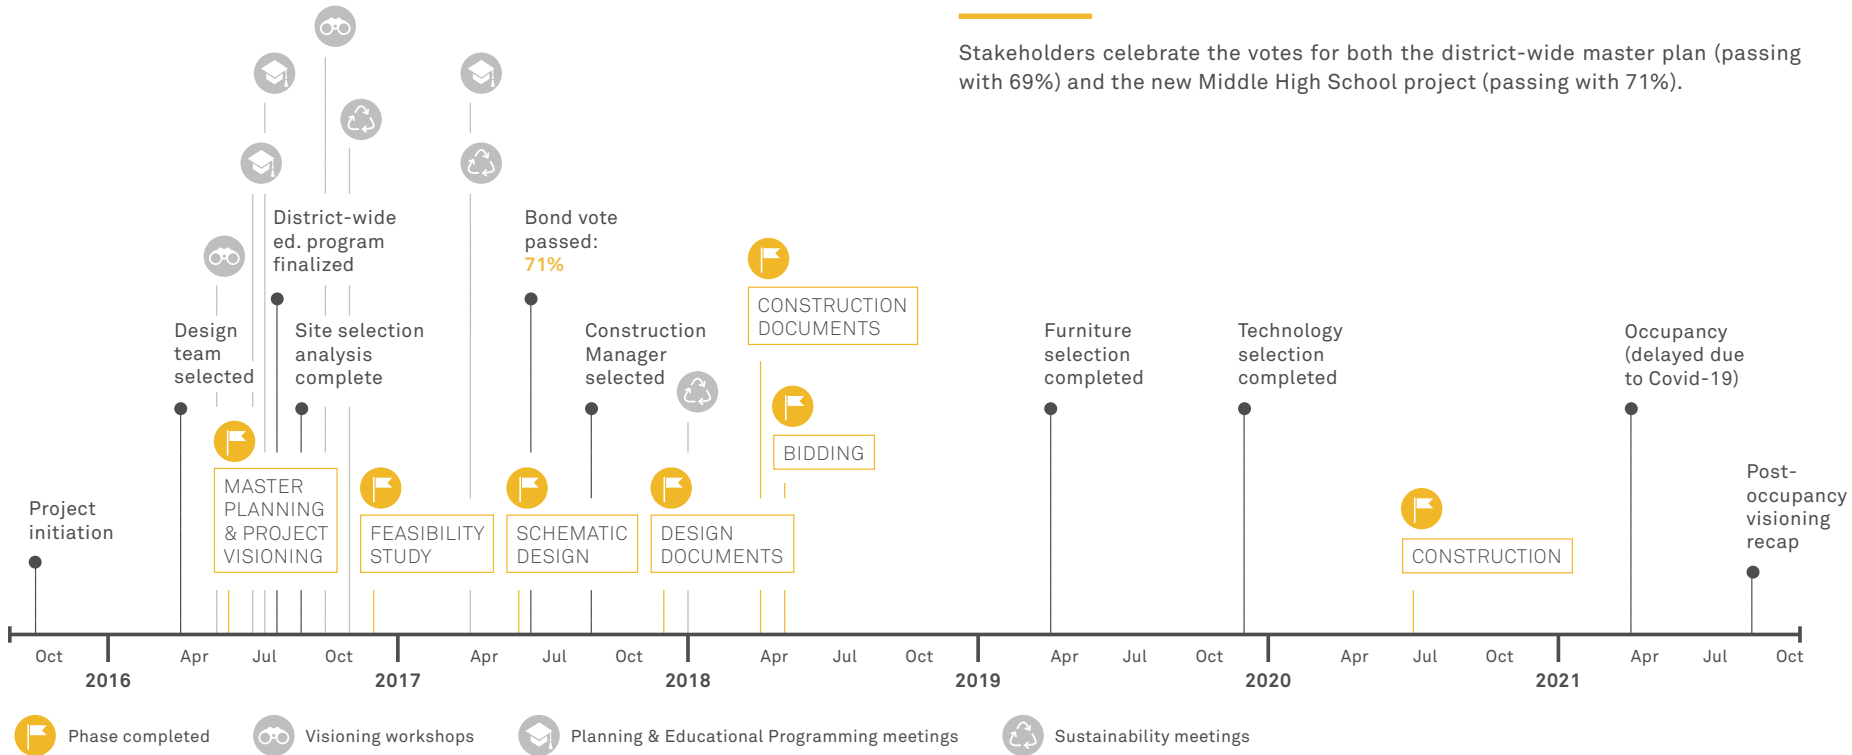 Stakeholders celebrate the votes for both the district-wide master plan (passing
with 69%) and the new Middle High School project (passing with 71%).
District-wide
ed. program
finalized
Bond vote
passed:
71%
Design
team
selected
Site selection
analysis
complete
Construction
Manager
selected
CONSTRUCTION
DOCUMENTS
Furniture
selection
completed
Technology
selection
completed
Occupancy
(delayed due
to Covid-19)
BIDDING
Project
initiation
MASTER
PLANNING
& PROJECT
VISIONING
FEASIBILITY
STUDY
SCHEMATIC
DESIGN
DESIGN
DOCUMENTS
CONSTRUCTION
Post-
occupancy
visioning
recap
Oct Apr Jul Oct Apr Jul Oct Apr Jul Oct Apr Jul Oct Apr Jul Oct Apr Jul Oct
2016 2017 2018 2019 2020 2021
Phase completed
Visioning workshops
Planning & Educational Programming meetings
Sustainability meetings